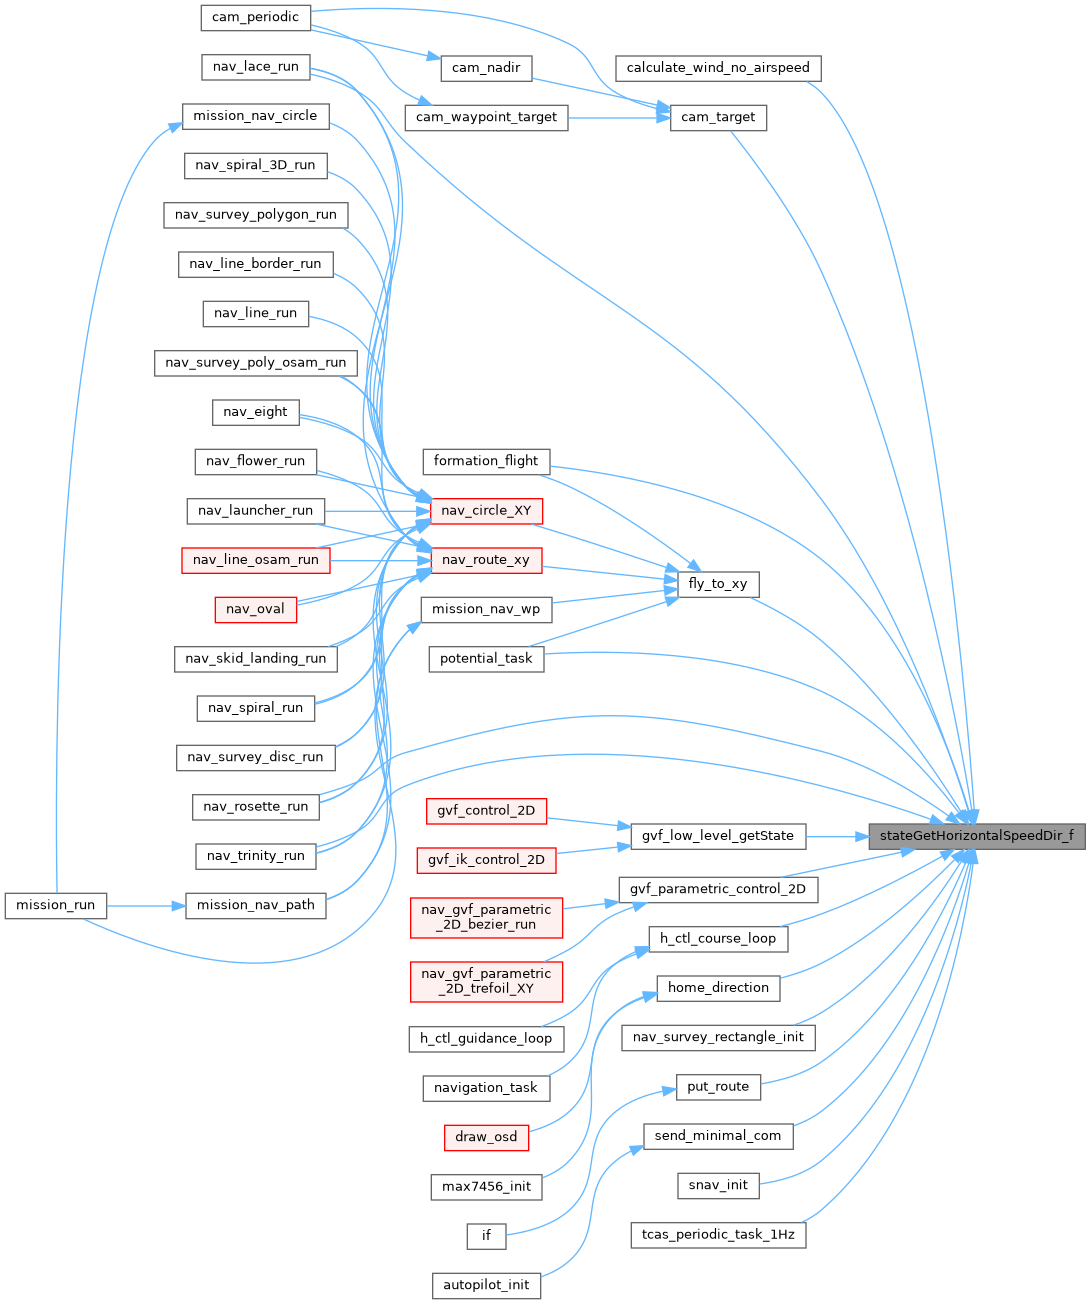 cam_periodic
nav_lace_run
mission_nav_circle
nav_spiral_3D_run
nav_survey_polygon_run
nav_line_border_run
nav_line_run
nav_survey_poly_osam_run
nav_eight
nav_flower_run
nav_launcher_run
nav_line_osam_run
nav_oval
nav_skid_landing_run
nav_spiral_run
nav_survey_disc_run
nav_rosette_run
nav_trinity_run
mission_run
mission_nav_path
cam_nadir
cam_waypoint_target
calculate_wind_no_airspeed
cam_target
formation_flight
nav_circle_XY
nav_route_xy
fly_to_xy
mission_nav_wp
potential_task
gvf_control_2D
gvf_low_level_getState
stateGetHorizontalSpeedDir_f
gvf_ik_control_2D
gvf_parametric_control_2D
nav_gvf_parametric
_2D_bezier_run
h_ctl_course_loop
nav_gvf_parametric
_2D_trefoil_XY
home_direction
h_ctl_guidance_loop
nav_survey_rectangle_init
navigation_task
put_route
draw_osd
send_minimal_com
max7456_init
snav_init
if
tcas_periodic_task_1Hz
autopilot_init